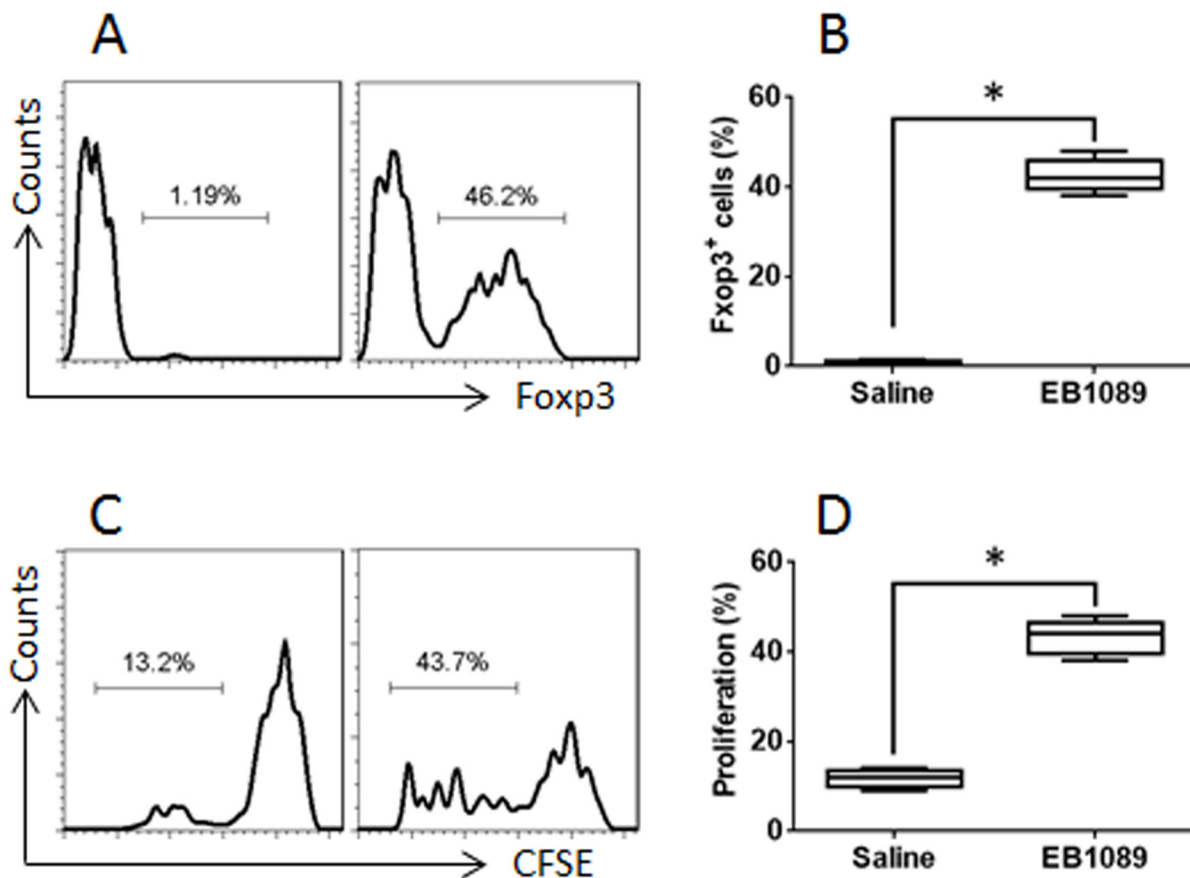 A
Counts
1.19%
46.2%
Foxp3
B
Fxop3⁺ cells (%)
60
40
20
0
*
Saline
EB1089
C
Counts
13.2%
43.7%
CFSE
D
Proliferation (%)
60
40
20
0
*
Saline
EB1089